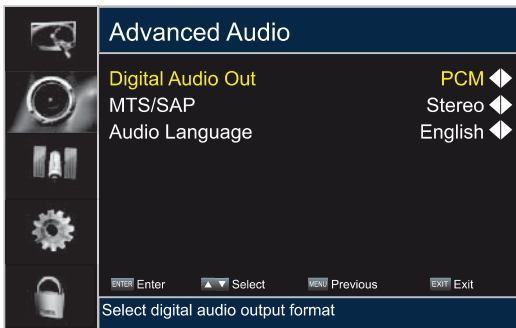 Advanced Audio
Digital Audio Out PCM
MTS/SAP Stereo
Audio Language English
ENTER Enter ▲ ▼ Select MENU Previous EXIT Exit
Select digital audio output format